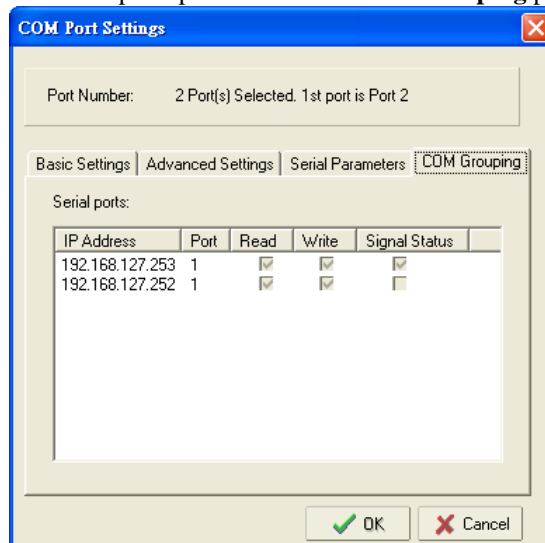 COM Port Settings
Port Number: 2 Port(s) Selected. 1st port is Port 2
Basic Settings Advanced Settings Serial Parameters COM Grouping
Serial ports:
IP Address Port Read Write Signal Status
192.168.127.253 1
192.168.127.252 1
OK Cancel